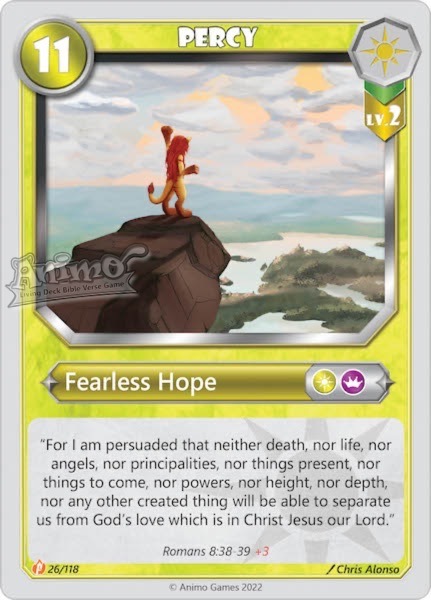 11
PERCY
LV.2
Animo
Living Deck Bible Verse Game
Fearless Hope
“For I am persuaded that neither death, nor life, nor
angels, nor principalities, nor things present, nor
things to come, nor powers, nor height, nor depth,
nor any other created thing will be able to separate
us from God’s love which is in Christ Jesus our Lord.”
Romans 8:38-39 +3
26/118
Chris Alonso
© Animo Games 2022